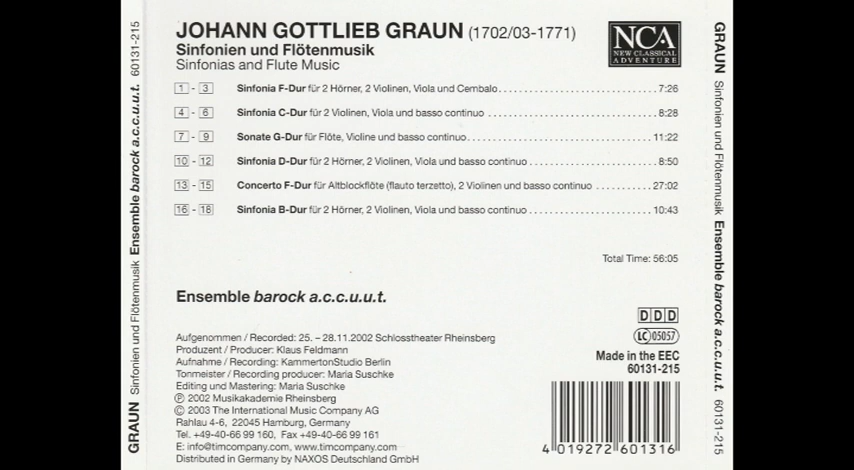 JOHANN GOTTLIEB GRAUN (1702/03-1771)
Sinfonien und Flötenmusik
Sinfonias and Flute Music
NCA
NEW CLASSICAL
ADVENTURE
1 - 3 Sinfonia F-Dur für 2 Hörner, 2 Violinen, Viola und Cembalo 7:26
4 - 6 Sinfonia C-Dur für 2 Violinen, Viola und basso continuo 8:28
7 - 9 Sonate G-Dur für Flöte, Violine und basso continuo 11:22
10 - 12 Sinfonia D-Dur für 2 Hörner, 2 Violinen, Viola und basso continuo 8:50
13 - 15 Concerto F-Dur für Altblockflöte (flauto terzetto), 2 Violinen und basso continuo 27:02
16 - 18 Sinfonia B-Dur für 2 Hörner, 2 Violinen, Viola und basso continuo 10:43
Total Time: 56:05
Ensemble barock a.c.c.u.u.t.
Aufgenommen / Recorded: 25. – 28.11.2002 Schlosstheater Rheinsberg
Produzent / Producer: Klaus Feldmann
Aufnahme / Recording: KammertonStudio Berlin
Tonmeister / Recording producer: Maria Suschke
Editing und Mastering: Maria Suschke
℗ 2002 Musikakademie Rheinsberg
© 2003 The International Music Company AG
Rahlau 4-6, 22045 Hamburg, Germany
Tel. +49-40-66 99 160, Fax +49-40-66 99 161
E: info@timcompany.com, www.timcompany.com
Distributed in Germany by NAXOS Deutschland GmbH
DDD
LC 05057
Made in the EEC
60131-215
4 019272 601316
GRAUN Sinfonien und Flötenmusik Ensemble barock a.c.c.u.u.t. 60131-215
GRAUN Sinfonien und Flötenmusik Ensemble barock a.c.c.u.u.t. 60131-215